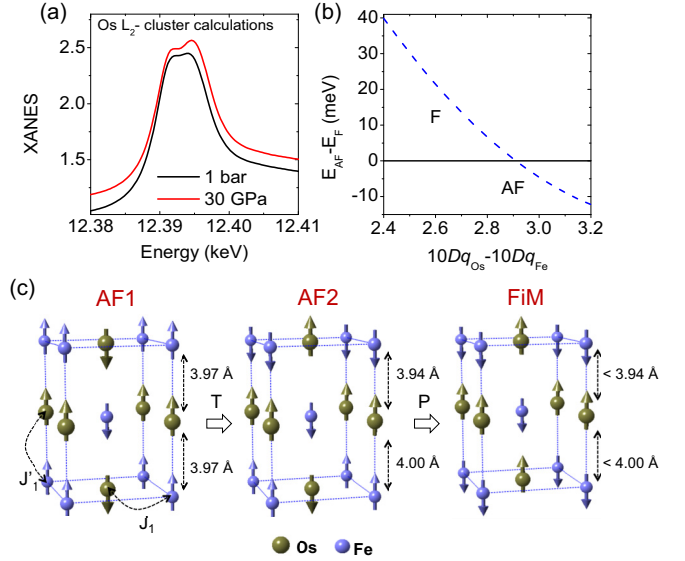 (a)
Os L2- cluster calculations
XANES
2.5
2.0
1.5
1 bar
30 GPa
12.38 12.39 12.40 12.41
Energy (keV)
(b)
EAF-EF (meV)
40
30
20
10
0
-10
F
AF
2.4 2.6 2.8 3.0 3.2
10DqOs-10DqFe
(c)
AF1 AF2 FiM
3.97 Å 3.94 Å < 3.94 Å
T P
3.97 Å 4.00 Å < 4.00 Å
J'1
J1
Os Fe